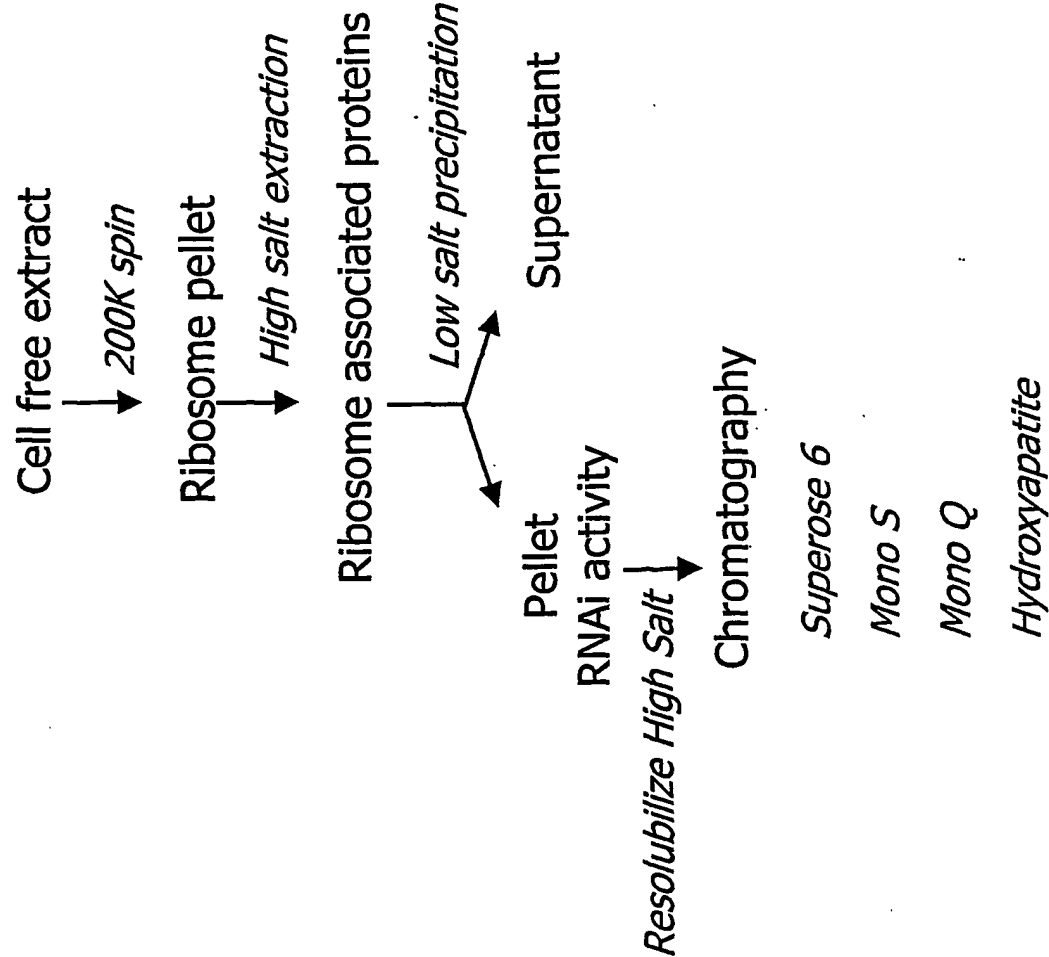 Cell free extract
200K spin
Ribosome pellet
High salt extraction
Ribosome associated proteins
Low salt precipitation
Pellet
Supernatant
RNAi activity
Resolubilize High Salt
Chromatography
Superose 6
Mono S
Mono Q
Hydroxyapatite